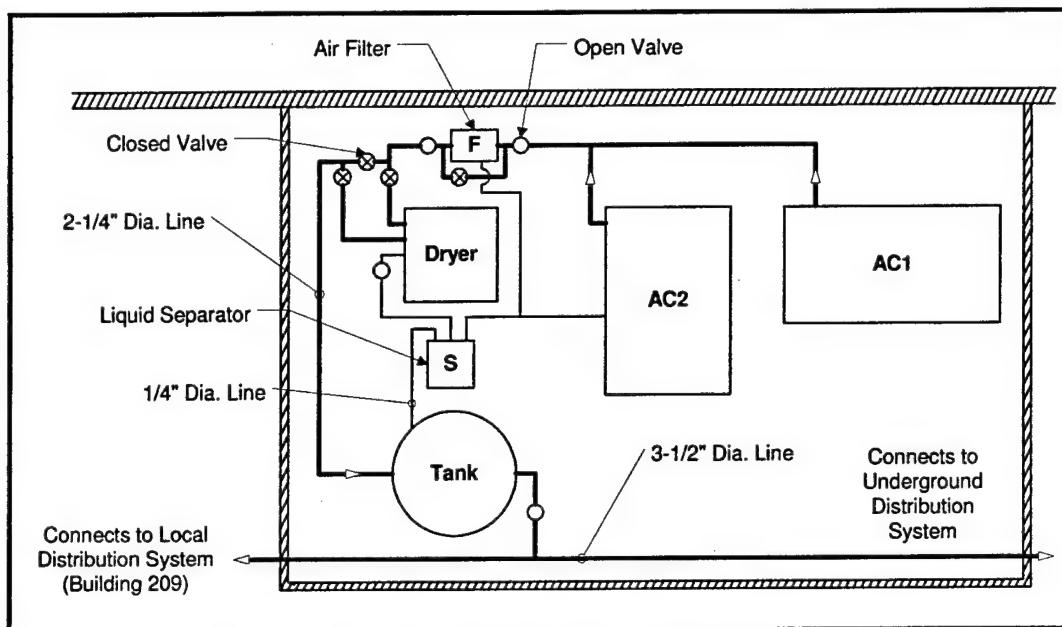 Air Filter
Open Valve
Closed Valve
F
2-1/4" Dia. Line
Dryer
AC2
AC1
Liquid Separator
S
1/4" Dia. Line
Tank
3-1/2" Dia. Line
Connects to
Underground
Distribution
System
Connects to Local
Distribution System
(Building 209)